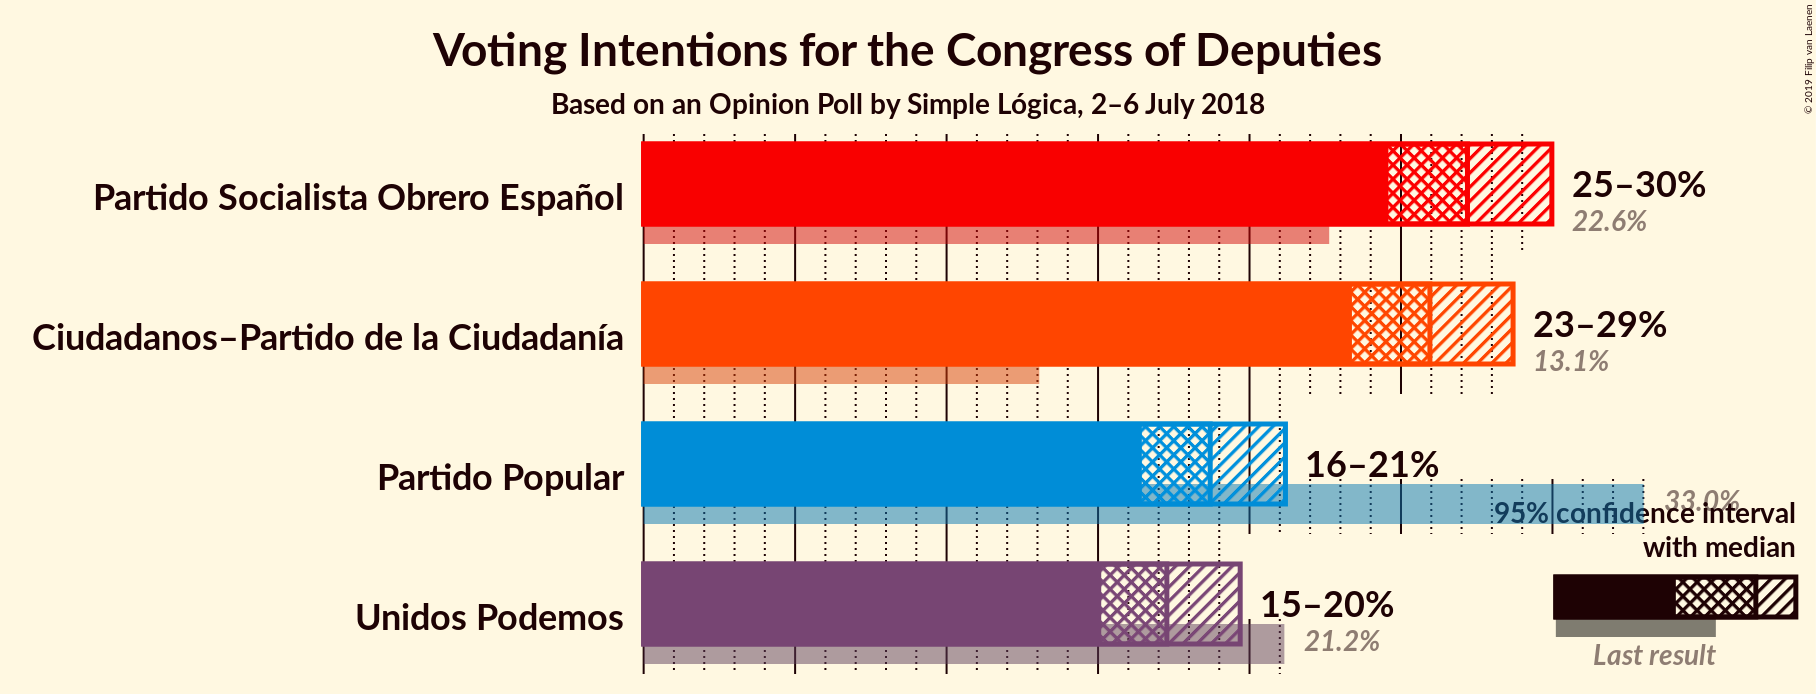 Voting Intentions for the Congress of Deputies
Based on an Opinion Poll by Simple Lógica, 2–6 July 2018
© 2019 Filip van Laenen
Partido Socialista Obrero Español
25–30%
22.6%
Ciudadanos–Partido de la Ciudadanía
23–29%
13.1%
Partido Popular
16–21%
33.0%
95% confidence interval
with median
Unidos Podemos
15–20%
21.2%
Last result